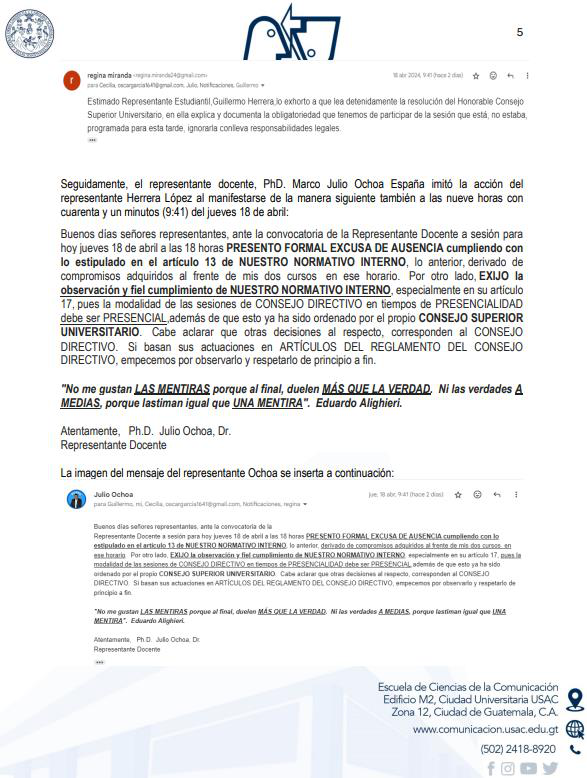 5
regina miranda <regina.miranda24@gmail.com>
18 abr 2024, 9:41 (hace 2 días)
para Cecilia, oscargarcia1641@gmail.com, Julio, Notificaciones, Guillermo
Estimado Representante Estudiantil,Guillermo Herrera,lo exhorto a que lea detenidamente la resolución del Honorable Consejo
Superior Universitario, en ella explica y documenta la obligatoriedad que tenemos de participar de la sesión que está, no estaba,
programada para esta tarde, ignorarla conlleva responsabilidades legales.
Seguidamente, el representante docente, PhD. Marco Julio Ochoa España imitó la acción del
representante Herrera López al manifestarse de la manera siguiente también a las nueve horas con
cuarenta y un minutos (9:41) del jueves 18 de abril:
Buenos días señores representantes, ante la convocatoria de la Representante Docente a sesión para
hoy jueves 18 de abril a las 18 horas PRESENTO FORMAL EXCUSA DE AUSENCIA cumpliendo con
lo estipulado en el artículo 13 de NUESTRO NORMATIVO INTERNO, lo anterior, derivado de
compromisos adquiridos al frente de mis dos cursos en ese horario. Por otro lado, EXIJO la
observación y fiel cumplimiento de NUESTRO NORMATIVO INTERNO, especialmente en su artículo
17, pues la modalidad de las sesiones de CONSEJO DIRECTIVO en tiempos de PRESENCIALIDAD
debe ser PRESENCIAL,además de que esto ya ha sido ordenado por el propio CONSEJO SUPERIOR
UNIVERSITARIO. Cabe aclarar que otras decisiones al respecto, corresponden al CONSEJO
DIRECTIVO. Si basan sus actuaciones en ARTÍCULOS DEL REGLAMENTO DEL CONSEJO
DIRECTIVO, empecemos por observarlo y respetarlo de principio a fin.
"No me gustan LAS MENTIRAS porque al final, duelen MÁS QUE LA VERDAD. Ni las verdades A
MEDIAS, porque lastiman igual que UNA MENTIRA". Eduardo Alighieri.
Atentamente, Ph.D. Julio Ochoa, Dr.
Representante Docente
La imagen del mensaje del representante Ochoa se inserta a continuación:
Julio Ochoa
jue, 18 abr, 9:41 (hace 2 días)
para Guillermo, mí, Cecilia, oscargarcia1641@gmail.com, Notificaciones, regina
Buenos días señores representantes, ante la convocatoria de la
Representante Docente a sesión para hoy jueves 18 de abril a las 18 horas PRESENTO FORMAL EXCUSA DE AUSENCIA cumpliendo con lo
estipulado en el artículo 13 de NUESTRO NORMATIVO INTERNO, lo anterior, derivado de compromisos adquiridos al frente de mis dos cursos, en
ese horario Por otro lado, EXIJO la observación y fiel cumplimiento de NUESTRO NORMATIVO INTERNO, especialmente en su artículo 17, pues
la modalidad de las sesiones de CONSEJO DIRECTIVO en tiempos de PRESENCIALIDAD debe ser PRESENCIAL, además de que esto ya ha sido
ordenado por el propio CONSEJO SUPERIOR UNIVERSITARIO. Cabe aclarar que otras decisiones al respecto, corresponden al CONSEJO
DIRECTIVO. Si basan sus actuaciones en ARTÍCULOS DEL REGLAMENTO DEL CONSEJO DIRECTIVO, empecemos por observarlo y respetarlo de
principio a fin.
"No me gustan LAS MENTIRAS porque al final, duelen MÁS QUE LA VERDAD. Ni las verdades A MEDIAS, porque lastiman igual que UNA
MENTIRA". Eduardo Alighieri.
Atentamente, Ph.D. Julio Ochoa, Dr.
Representante Docente
Escuela de Ciencias de la Comunicación
Edificio M2, Ciudad Universitaria USAC
Zona 12, Ciudad de Guatemala, C.A.
www.comunicacion.usac.edu.gt
(502) 2418-8920